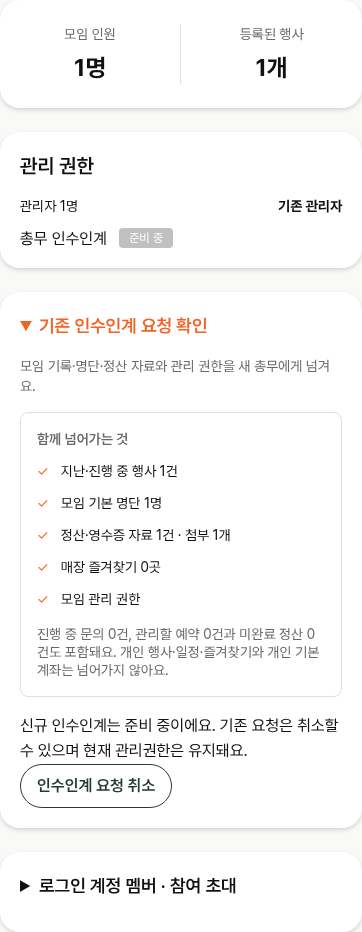 모임 인원
등록된 행사
1명
1개
관리 권한
관리자 1명
기존 관리자
총무 인수인계
준비 중
▼ 기존 인수인계 요청 확인
모임 기록·명단·정산 자료와 관리 권한을 새 총무에게 넘겨
요.
함께 넘어가는 것
✓ 지난·진행 중 행사 1건
✓ 모임 기본 명단 1명
✓ 정산·영수증 자료 1건 · 첨부 1개
✓ 매장 즐겨찾기 0곳
✓ 모임 관리 권한
진행 중 문의 0건, 관리할 예약 0건과 미완료 정산 0
건도 포함돼요. 개인 행사·일정·즐겨찾기와 개인 기본
계좌는 넘어가지 않아요.
신규 인수인계는 준비 중이에요. 기존 요청은 취소할
수 있으며 현재 관리권한은 유지돼요.
인수인계 요청 취소
▶ 로그인 계정 멤버 · 참여 초대